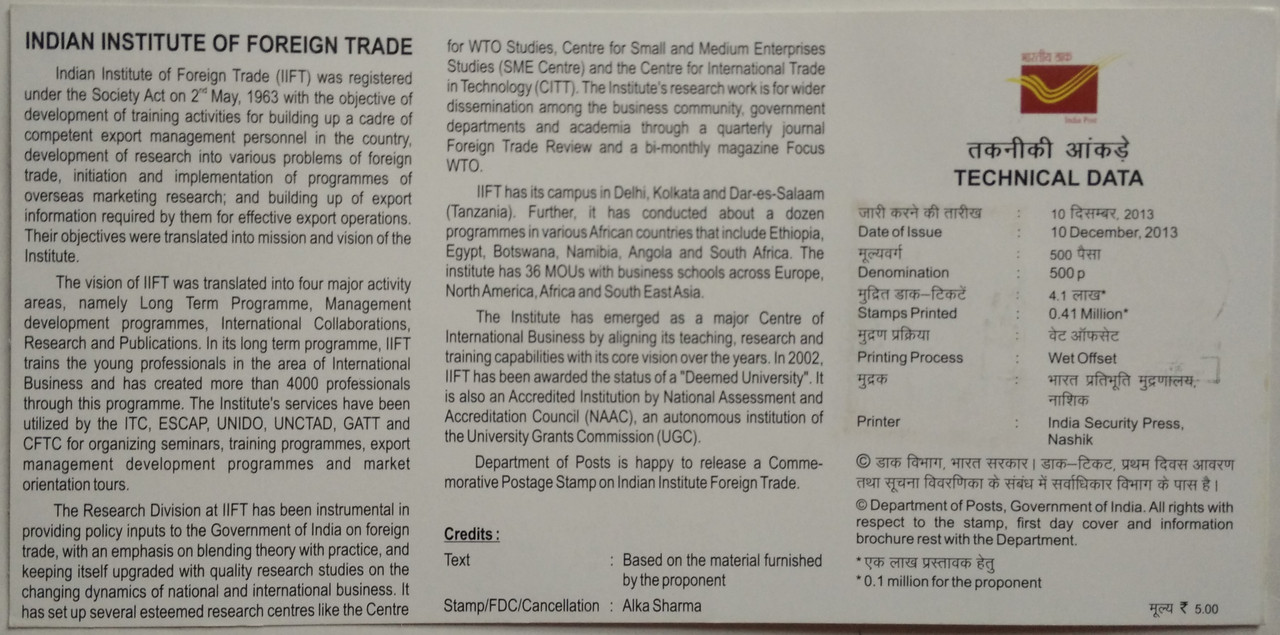 INDIAN INSTITUTE OF FOREIGN TRADE
Indian Institute of Foreign Trade (IIFT) was registered
under the Society Act on 2nd May, 1963 with the objective of
development of training activities for building up a cadre of
competent export management personnel in the country,
development of research into various problems of foreign
trade, initiation and implementation of programmes of
overseas marketing research; and building up of export
information required by them for effective export operations.
Their objectives were translated into mission and vision of the
Institute.
The vision of IIFT was translated into four major activity
areas, namely Long Term Programme, Management
development programmes, International Collaborations,
Research and Publications. In its long term programme, IIFT
trains the young professionals in the area of International
Business and has created more than 4000 professionals
through this programme. The Institute's services have been
utilized by the ITC, ESCAP, UNIDO, UNCTAD, GATT and
CFTC for organizing seminars, training programmes, export
management development programmes and market
orientation tours.
The Research Division at IIFT has been instrumental in
providing policy inputs to the Government of India on foreign
trade, with an emphasis on blending theory with practice, and
keeping itself upgraded with quality research studies on the
changing dynamics of national and international business. It
has set up several esteemed research centres like the Centre
for WTO Studies, Centre for Small and Medium Enterprises
Studies (SME Centre) and the Centre for International Trade
in Technology (CITT). The Institute's research work is for wider
dissemination among the business community, government
departments and academia through a quarterly journal
Foreign Trade Review and a bi-monthly magazine Focus
WTO.
IIFT has its campus in Delhi, Kolkata and Dar-es-Salaam
(Tanzania). Further, it has conducted about a dozen
programmes in various African countries that include Ethiopia,
Egypt, Botswana, Namibia, Angola and South Africa. The
institute has 36 MOUs with business schools across Europe,
North America, Africa and South East Asia.
The Institute has emerged as a major Centre of
International Business by aligning its teaching, research and
training capabilities with its core vision over the years. In 2002,
IIFT has been awarded the status of a "Deemed University". It
is also an Accredited Institution by National Assessment and
Accreditation Council (NAAC), an autonomous institution of
the University Grants Commission (UGC).
Department of Posts is happy to release a Comme-
morative Postage Stamp on Indian Institute Foreign Trade.
Credits :
Text : Based on the material furnished
by the proponent
Stamp/FDC/Cancellation : Alka Sharma
भारतीय डाक
India Post
तकनीकी आंकड़े
TECHNICAL DATA
जारी करने की तारीख : 10 दिसम्बर, 2013
Date of Issue : 10 December, 2013
मूल्यवर्ग : 500 पैसा
Denomination : 500 p
मुद्रित डाक–टिकटें : 4.1 लाख*
Stamps Printed : 0.41 Million*
मुद्रण प्रक्रिया : वेट ऑफसेट
Printing Process : Wet Offset
मुद्रक : भारत प्रतिभूति मुद्रणालय,
नाशिक
Printer : India Security Press,
Nashik
© डाक विभाग, भारत सरकार। डाक–टिकट, प्रथम दिवस आवरण
तथा सूचना विवरणिका के संबंध में सर्वाधिकार विभाग के पास है।
© Department of Posts, Government of India. All rights with
respect to the stamp, first day cover and information
brochure rest with the Department.
* एक लाख प्रस्तावक हेतु
* 0.1 million for the proponent
मूल्य ₹ 5.00